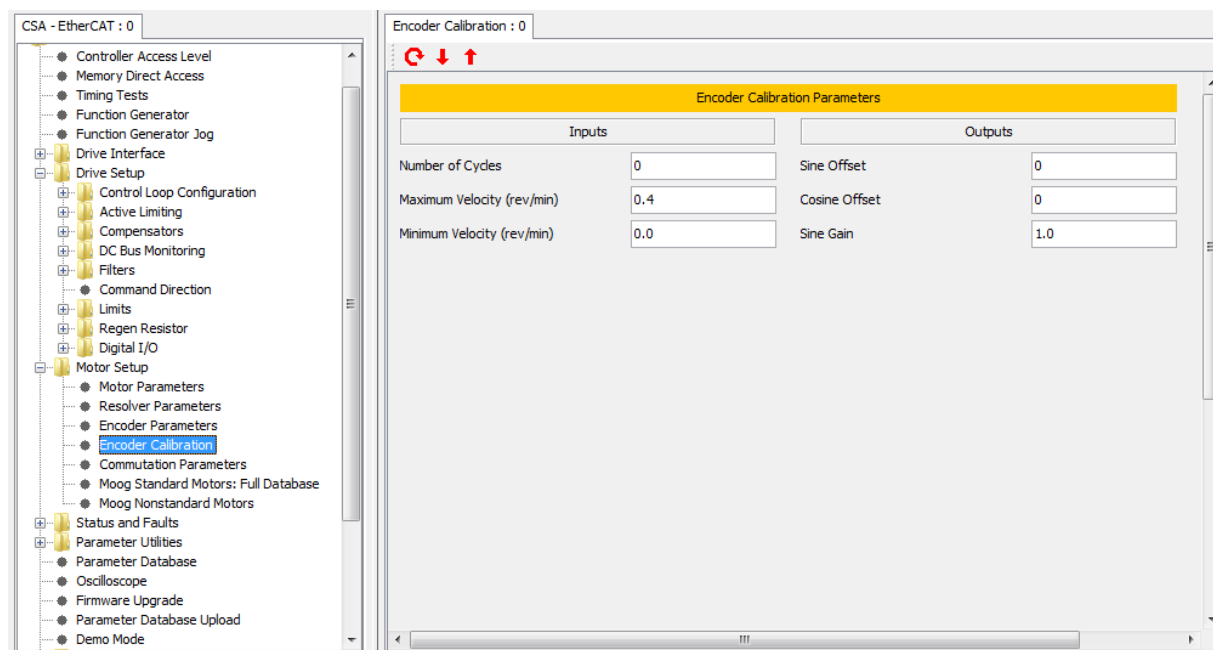 CSA - EtherCAT : 0
Controller Access Level
Memory Direct Access
Timing Tests
Function Generator
Function Generator Jog
Drive Interface
Drive Setup
Control Loop Configuration
Active Limiting
Compensators
DC Bus Monitoring
Filters
Command Direction
Limits
Regen Resistor
Digital I/O
Motor Setup
Motor Parameters
Resolver Parameters
Encoder Parameters
Encoder Calibration
Commutation Parameters
Moog Standard Motors: Full Database
Moog Nonstandard Motors
Status and Faults
Parameter Utilities
Parameter Database
Oscilloscope
Firmware Upgrade
Parameter Database Upload
Demo Mode
Encoder Calibration : 0
Encoder Calibration Parameters
Inputs Outputs
Number of Cycles 0 Sine Offset 0
Maximum Velocity (rev/min) 0.4 Cosine Offset 0
Minimum Velocity (rev/min) 0.0 Sine Gain 1.0